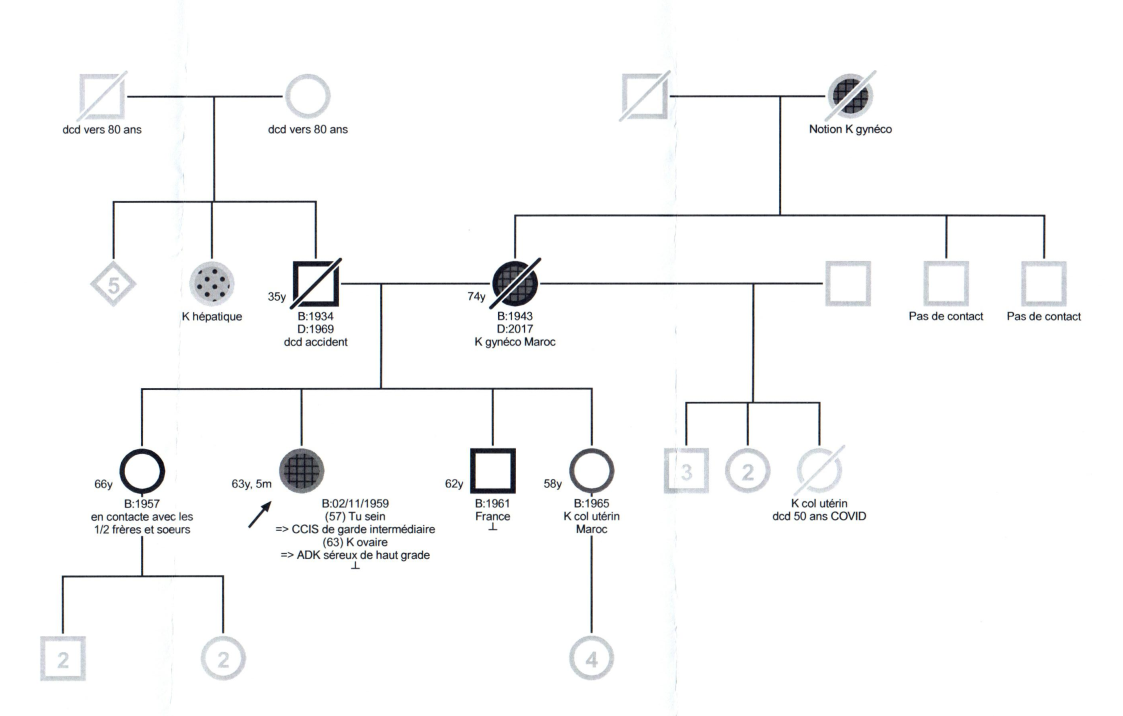 dcd vers 80 ans
dcd vers 80 ans
Notion K gynéco
5
K hépatique
35y
B:1934
D:1969
dcd accident
74y
B:1943
D:2017
K gynéco Maroc
Pas de contact
Pas de contact
66y
B:1957
en contacte avec les
1/2 frères et soeurs
63y, 5m
B:02/11/1959
(57) Tu sein
=> CCIS de garde intermédiaire
(63) K ovaire
=> ADK séreux de haut grade
62y
B:1961
France
58y
B:1965
K col utérin
Maroc
3
2
K col utérin
dcd 50 ans COVID
2
2
4